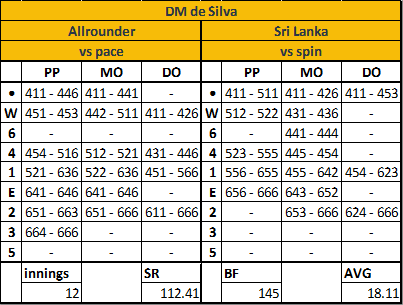 DM de Silva
Allrounder Sri Lanka
vs pace vs spin
PP MO DO PP MO DO
• 411 - 446 411 - 441 - • 411 - 511 411 - 426 411 - 453
W 451 - 453 442 - 511 411 - 426 W 512 - 522 431 - 436 -
6 - - - 6 - 441 - 444 -
4 454 - 516 512 - 521 431 - 446 4 523 - 555 445 - 454 -
1 521 - 636 522 - 636 451 - 566 1 556 - 655 455 - 642 454 - 623
E 641 - 646 641 - 646 - E 656 - 666 643 - 652 -
2 651 - 663 651 - 666 611 - 666 2 - 653 - 666 624 - 666
3 664 - 666 - - 3 - - -
5 - - - 5 - - -
innings SR BF AVG
12 112.41 145 18.11